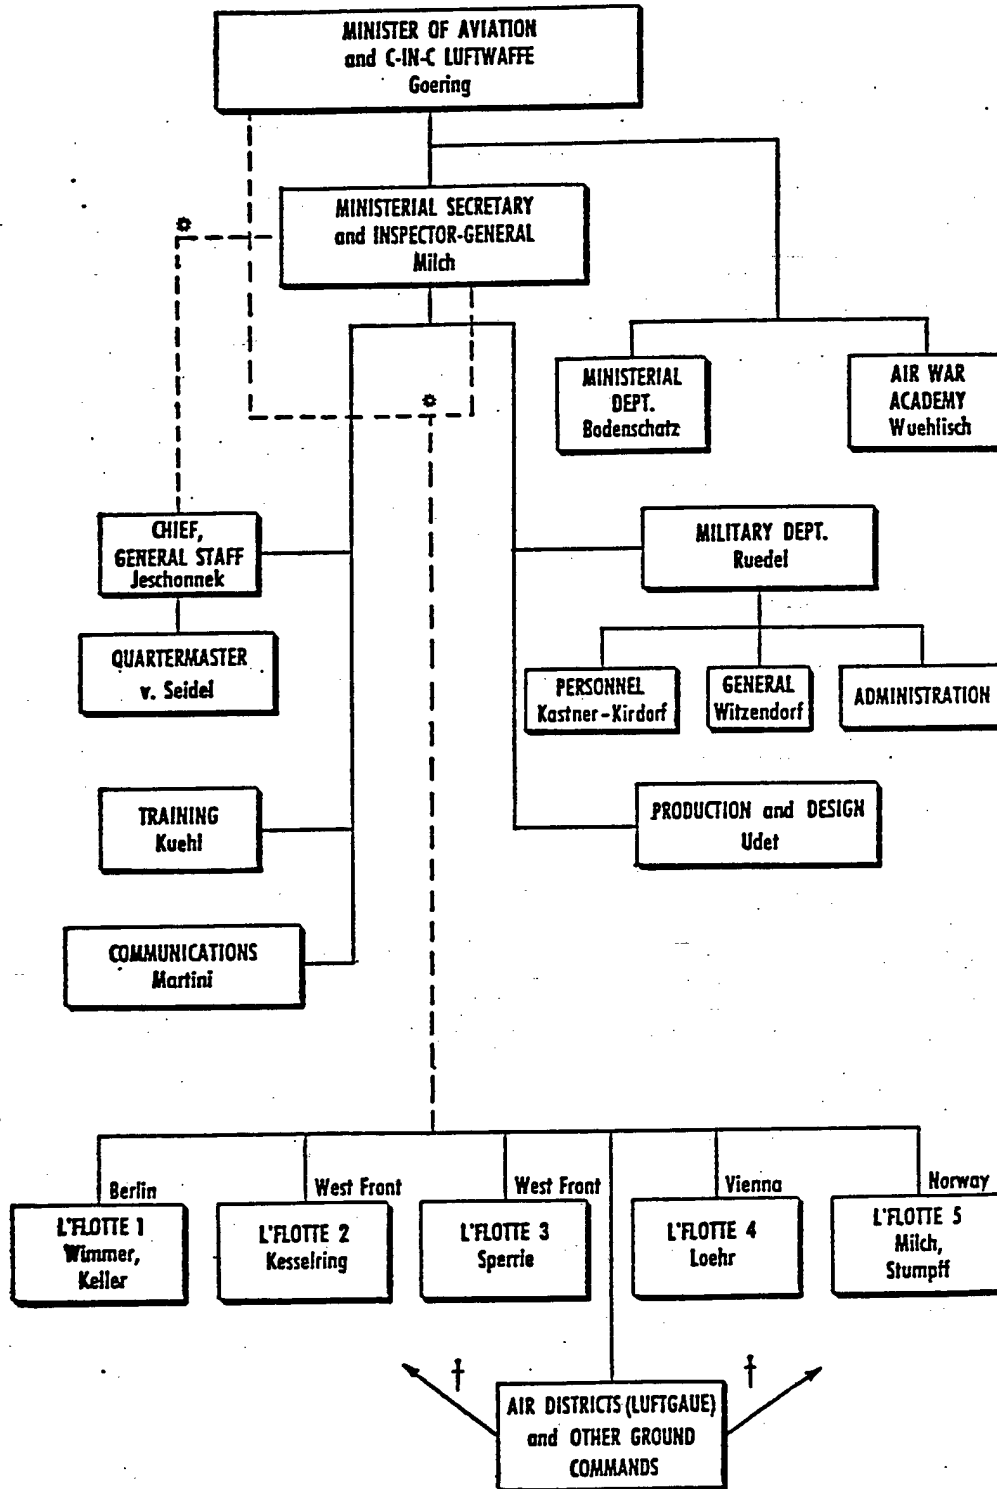 MINISTER OF AVIATION
and C-IN-C LUFTWAFFE
Goering
MINISTERIAL SECRETARY
and INSPECTOR-GENERAL
Milch
*
*
MINISTERIAL
DEPT.
Bodenschatz
AIR WAR
ACADEMY
Wuehlisch
CHIEF,
GENERAL STAFF
Jeschonnek
MILITARY DEPT.
Ruedel
QUARTERMASTER
v. Seidel
PERSONNEL
Kastner-Kirdorf
GENERAL
Witzendorf
ADMINISTRATION
TRAINING
Kuehl
PRODUCTION and DESIGN
Udet
COMMUNICATIONS
Martini
Berlin
L'FLOTTE 1
Wimmer,
Keller
West Front
L'FLOTTE 2
Kesselring
West Front
L'FLOTTE 3
Sperrle
Vienna
L'FLOTTE 4
Loehr
Norway
L'FLOTTE 5
Milch,
Stumpff
†
†
AIR DISTRICTS (LUFTGAUE)
and OTHER GROUND
COMMANDS